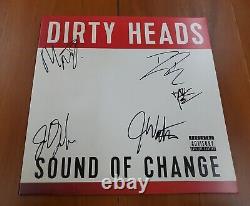 DIRTY HEADS
PARENTAL
ADVISORY
EXPLICIT CONTENT
SOUND OF CHANGE